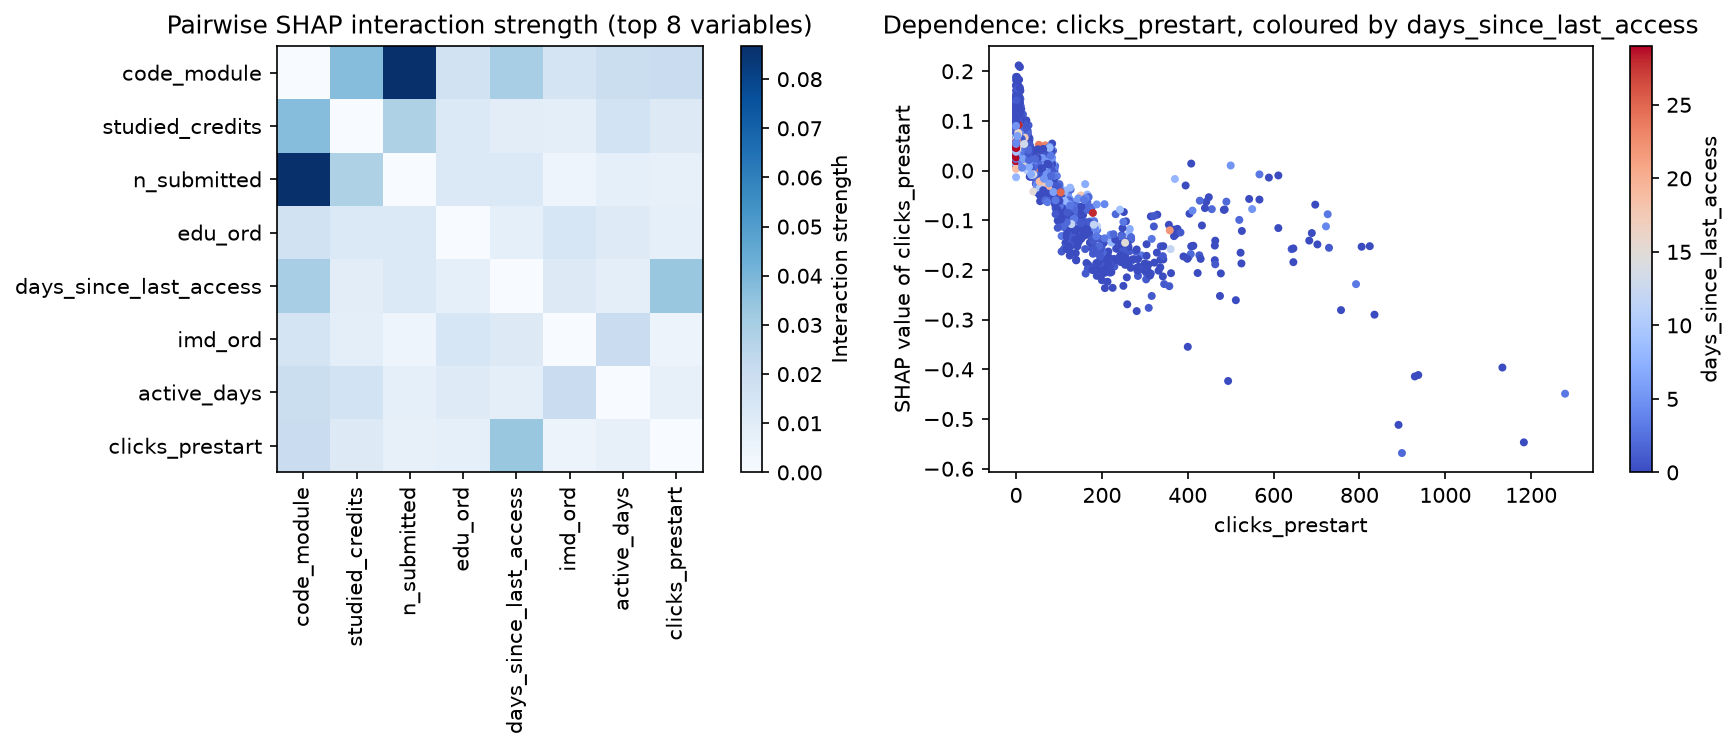 Pairwise SHAP interaction strength (top 8 variables)
code_module
studied_credits
n_submitted
edu_ord
days_since_last_access
imd_ord
active_days
clicks_prestart
code_module
studied_credits
n_submitted
edu_ord
days_since_last_access
imd_ord
active_days
clicks_prestart
0.08
0.07
0.06
0.05
0.04
0.03
0.02
0.01
0.00
Interaction strength
Dependence: clicks_prestart, coloured by days_since_last_access
SHAP value of clicks_prestart
0.2
0.1
0.0
−0.1
−0.2
−0.3
−0.4
−0.5
−0.6
0 200 400 600 800 1000 1200
clicks_prestart
25
20
15
10
5
0
days_since_last_access